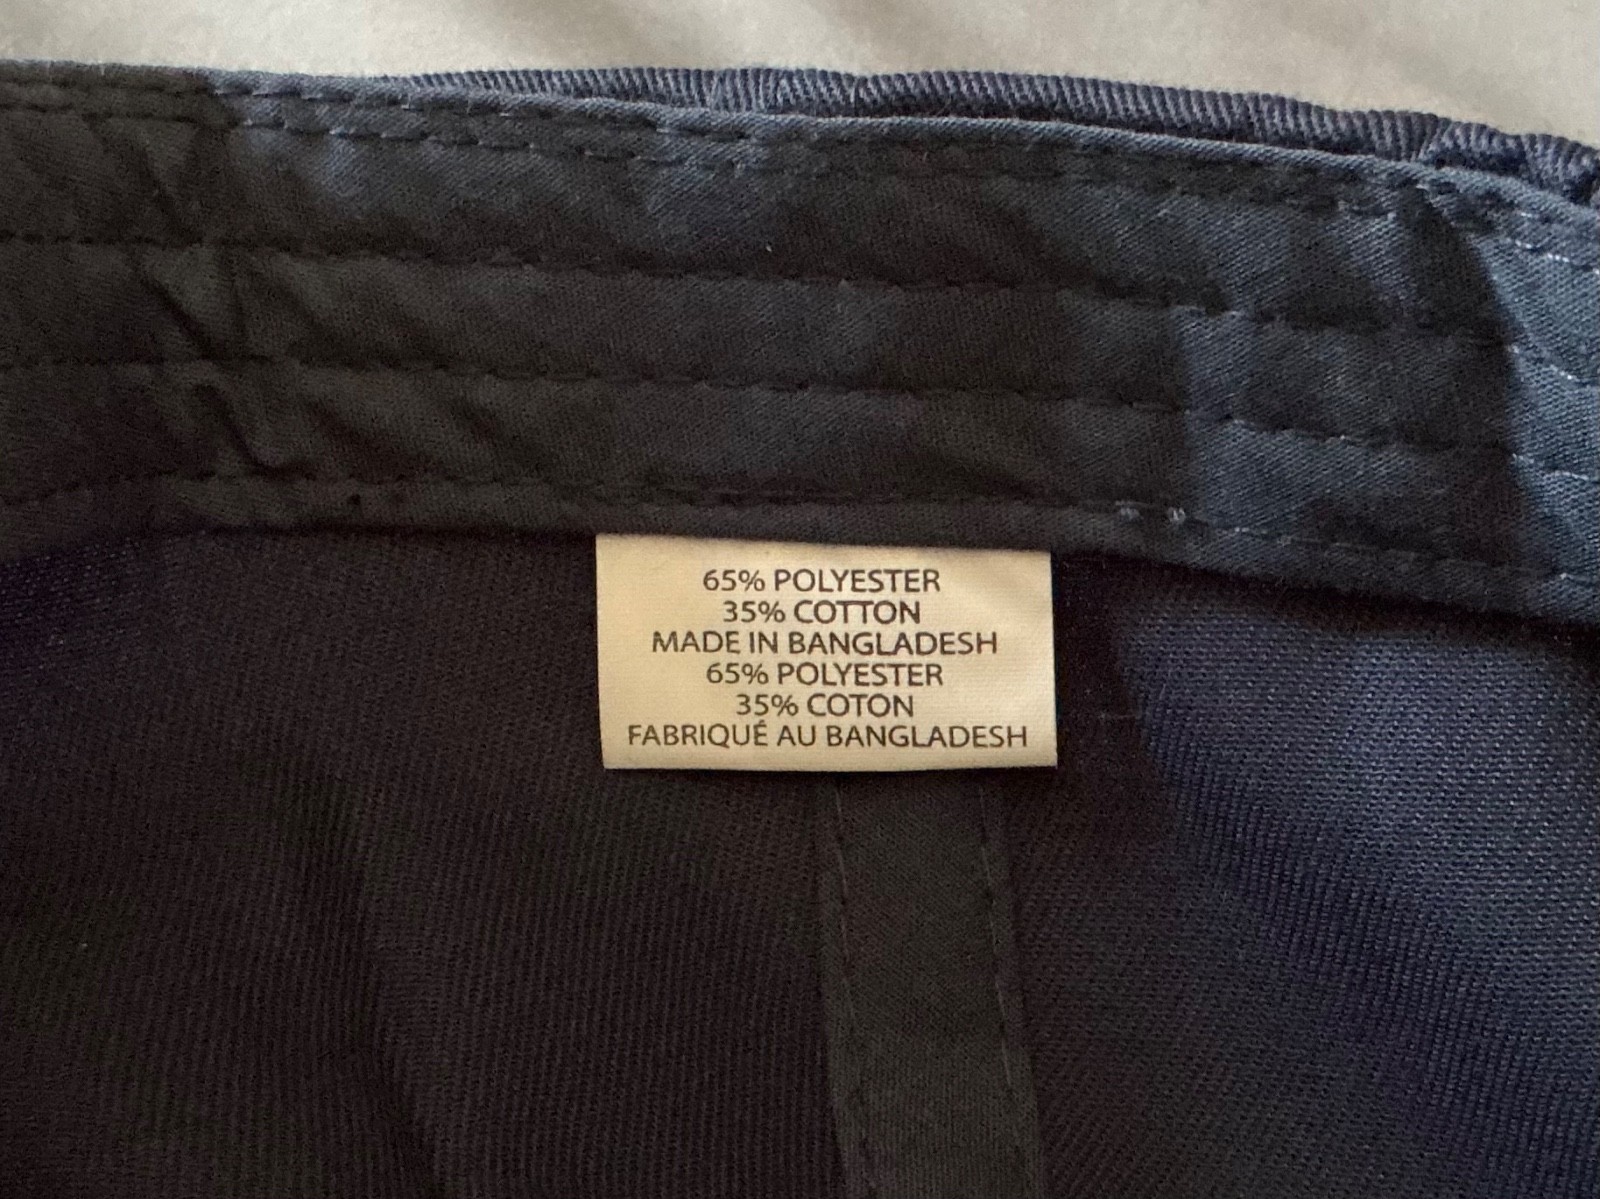 65% POLYESTER
35% COTTON
MADE IN BANGLADESH
65% POLYESTER
35% COTON
FABRIQUÉ AU BANGLADESH